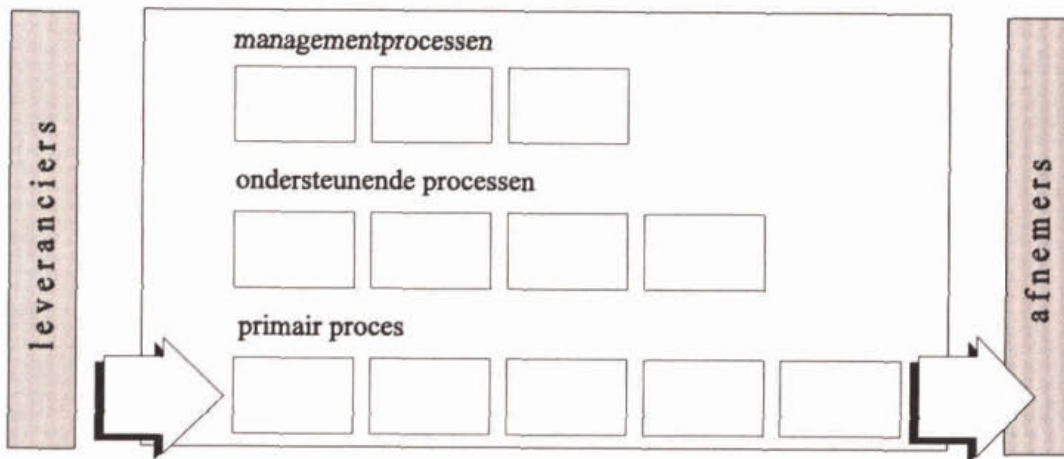 leveranciers
managementprocessen
ondersteunende processen
primair proces
afnemers